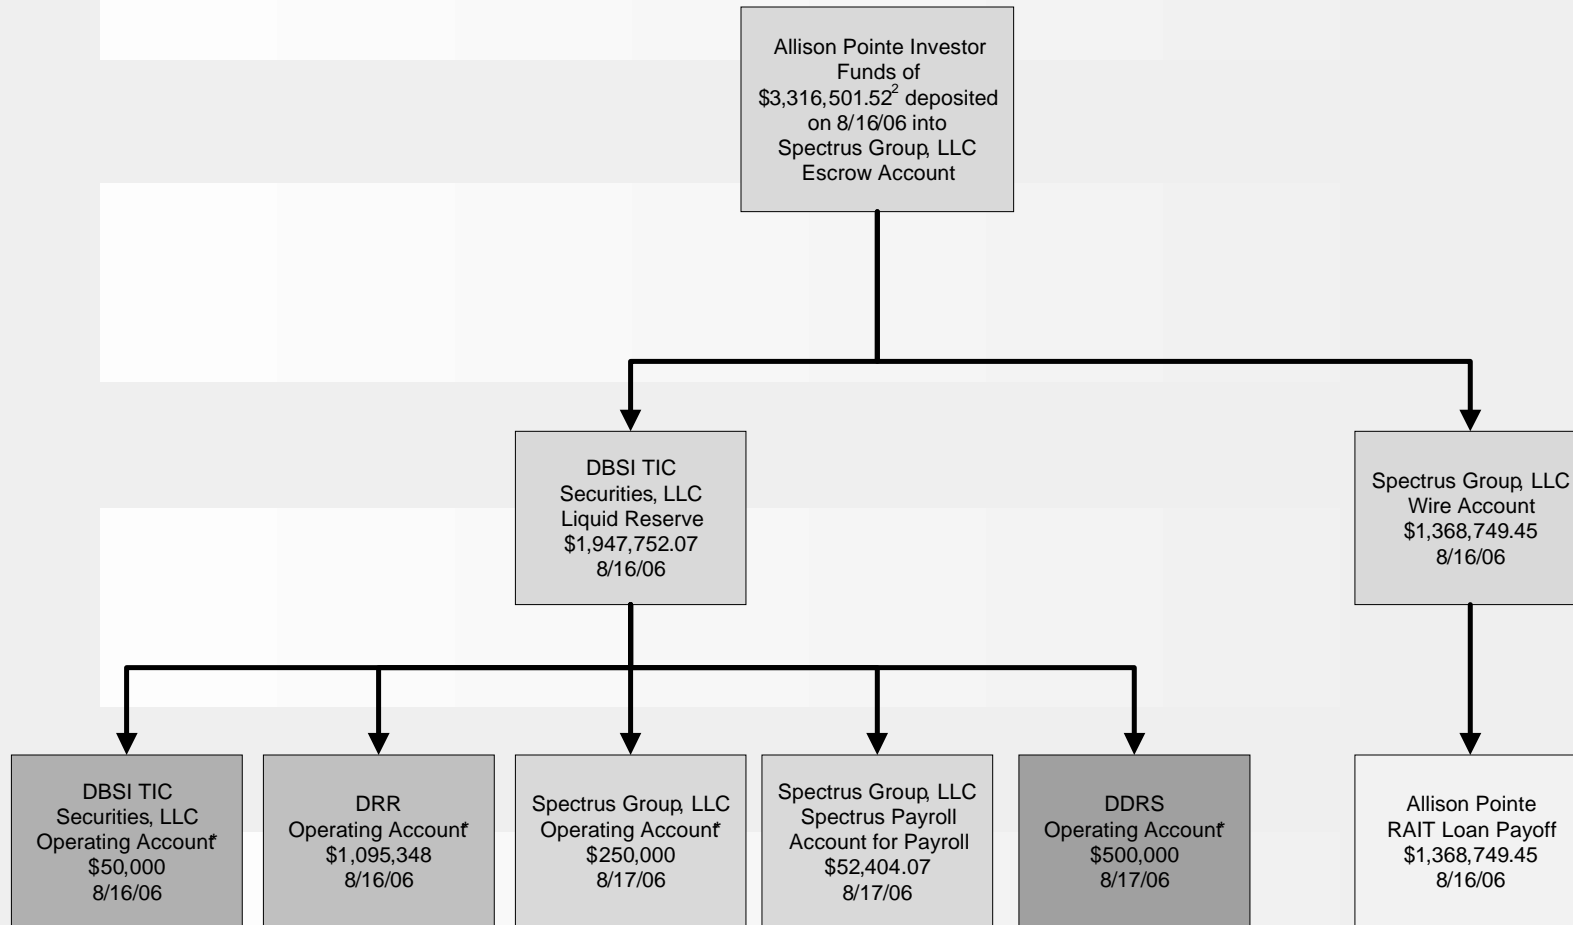 Allison Pointe Investor
Funds of
$3,316,501.52² deposited
on 8/16/06 into
Spectrus Group, LLC
Escrow Account
DBSI TIC
Securities, LLC
Liquid Reserve
$1,947,752.07
8/16/06
Spectrus Group, LLC
Wire Account
$1,368,749.45
8/16/06
DBSI TIC
Securities, LLC
Operating Account*
$50,000
8/16/06
DRR
Operating Account*
$1,095,348
8/16/06
Spectrus Group, LLC
Operating Account*
$250,000
8/17/06
Spectrus Group, LLC
Spectrus Payroll
Account for Payroll
$52,404.07
8/17/06
DDRS
Operating Account*
$500,000
8/17/06
Allison Pointe
RAIT Loan Payoff
$1,368,749.45
8/16/06